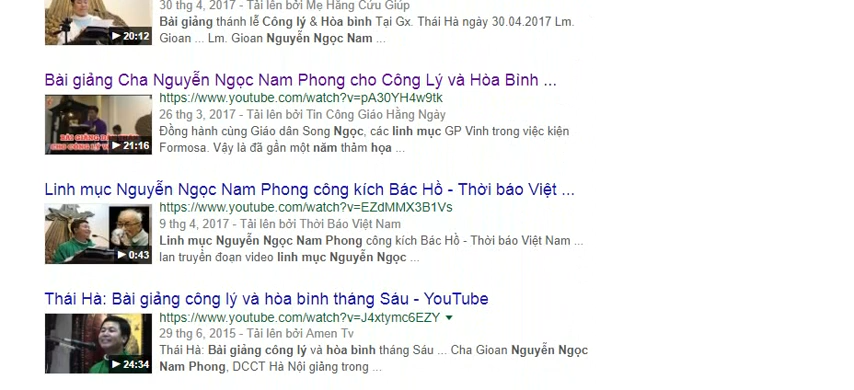 30 thg 4, 2017 - Tải lên bởi Mẹ Hằng Cứu Giúp
Bài giảng thánh lễ Công lý & Hòa bình Tại Gx. Thái Hà ngày 30.04.2017 Lm.
Gioan ... Lm. Gioan Nguyễn Ngọc Nam ...
20:12
Bài giảng Cha Nguyễn Ngọc Nam Phong cho Công Lý và Hòa Bình ...
https://www.youtube.com/watch?v=pA30YH4w9tk
26 thg 3, 2017 - Tải lên bởi Tin Công Giáo Hằng Ngày
Đồng hành cùng Giáo dân Song Ngọc, các linh mục GP Vinh trong việc kiện
Formosa. Vậy là đã gần một năm thảm họa ...
21:16
Linh mục Nguyễn Ngọc Nam Phong công kích Bác Hồ - Thời báo Việt ...
https://www.youtube.com/watch?v=EZdMMX3B1Vs
9 thg 4, 2017 - Tải lên bởi Thời Báo Việt Nam
Linh mục Nguyễn Ngọc Nam Phong công kích Bác Hồ - Thời báo Việt Nam ...
lan truyền đoạn video linh mục Nguyễn Ngọc ...
0:43
Thái Hà: Bài giảng công lý và hòa bình tháng Sáu - YouTube
https://www.youtube.com/watch?v=J4xtymc6EZY
29 thg 6, 2015 - Tải lên bởi Amen Tv
Thái Hà: Bài giảng công lý và hòa bình tháng Sáu ... Cha Gioan Nguyễn Ngọc
Nam Phong, DCCT Hà Nội giảng trong ...
24:34